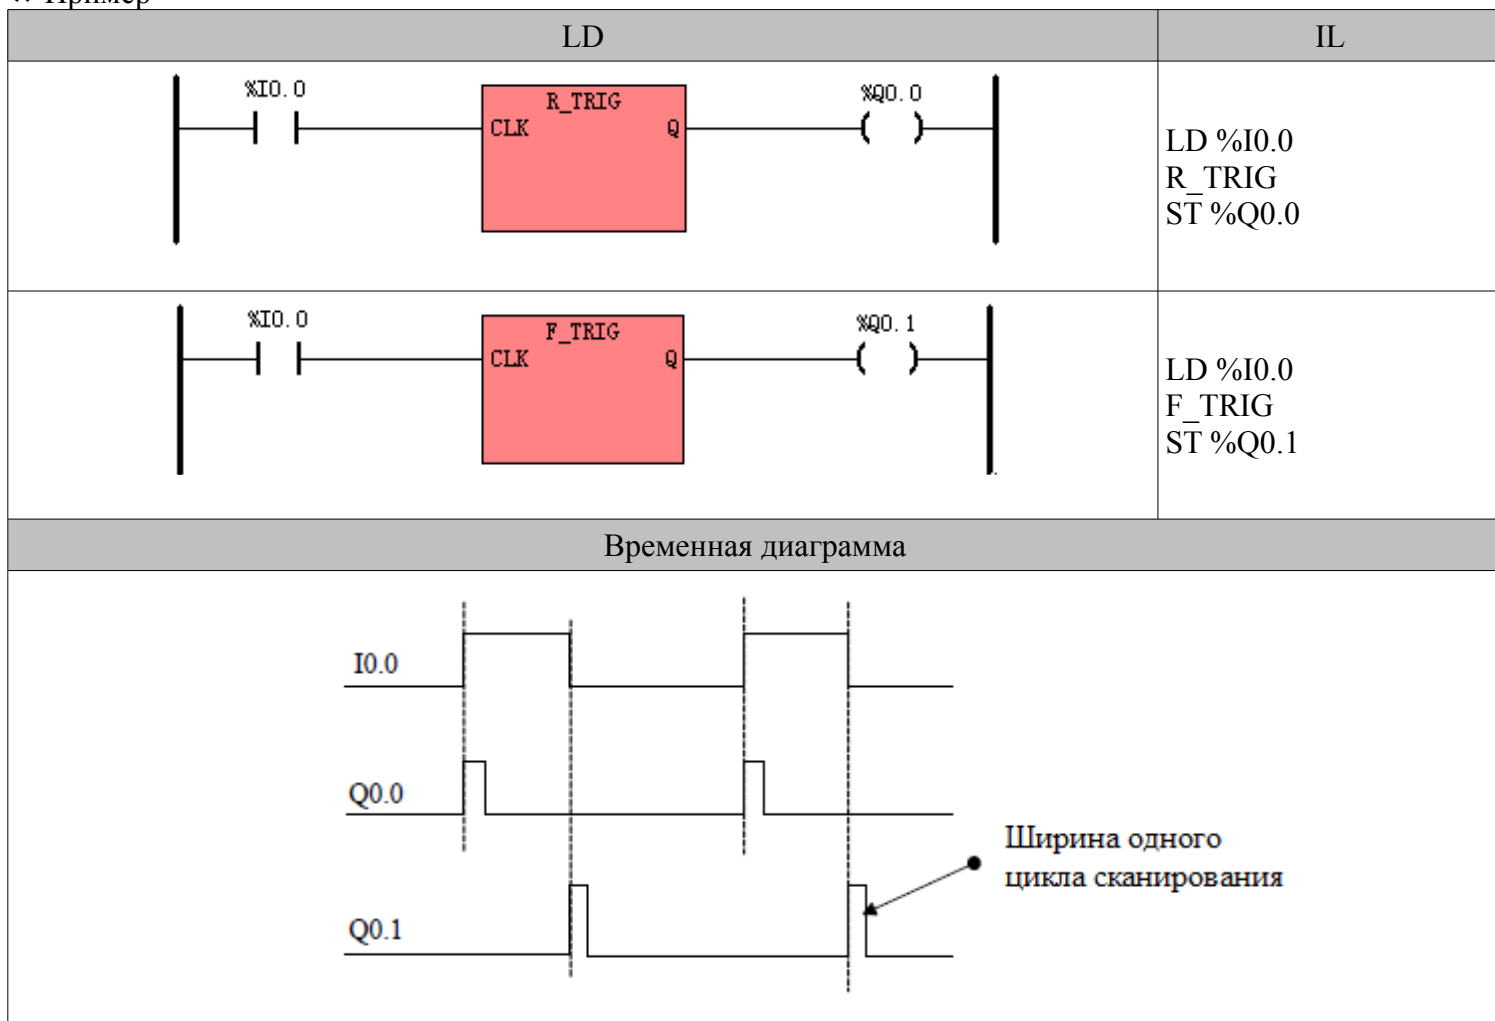 Пример
LD
IL
%I0.0
R_TRIG
CLK
Q
%Q0.0
LD %I0.0
R_TRIG
ST %Q0.0
%I0.0
F_TRIG
CLK
Q
%Q0.1
LD %I0.0
F_TRIG
ST %Q0.1
Временная диаграмма
I0.0
Q0.0
Ширина одного
цикла сканирования
Q0.1